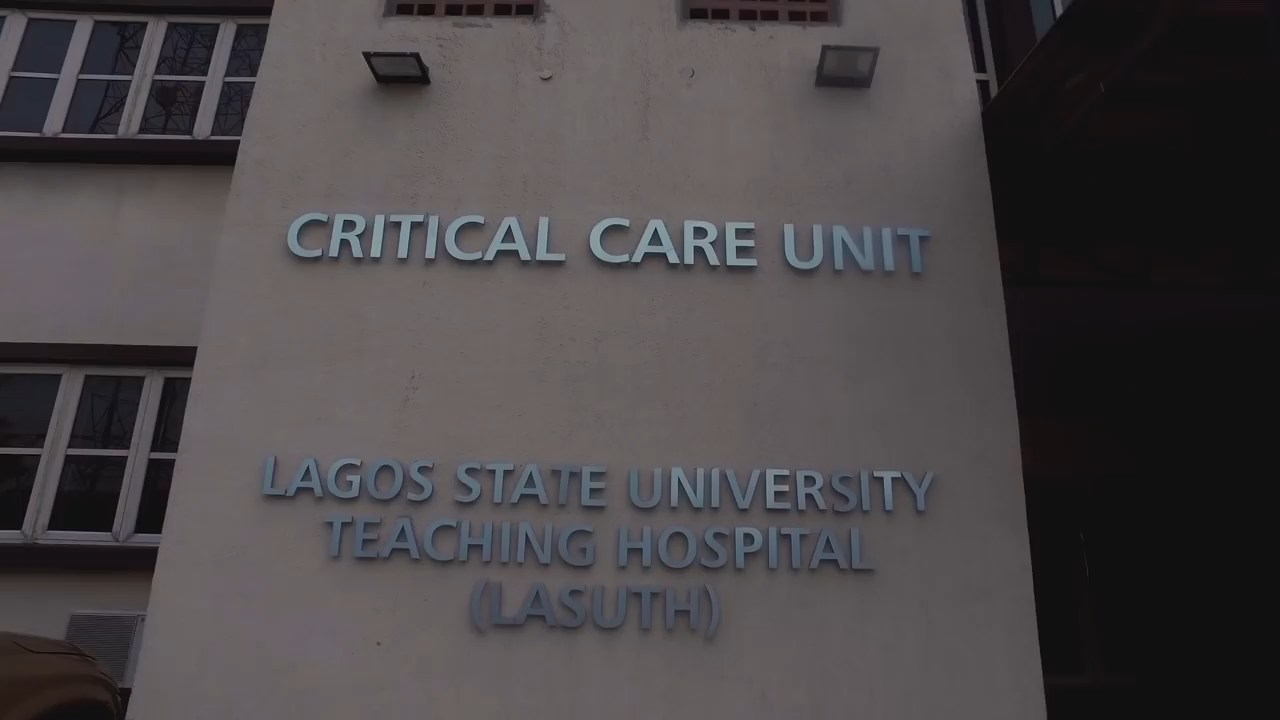 CRITICAL CARE UNIT
LAGOS STATE UNIVERSITY
TEACHING HOSPITAL
(LASUTH)